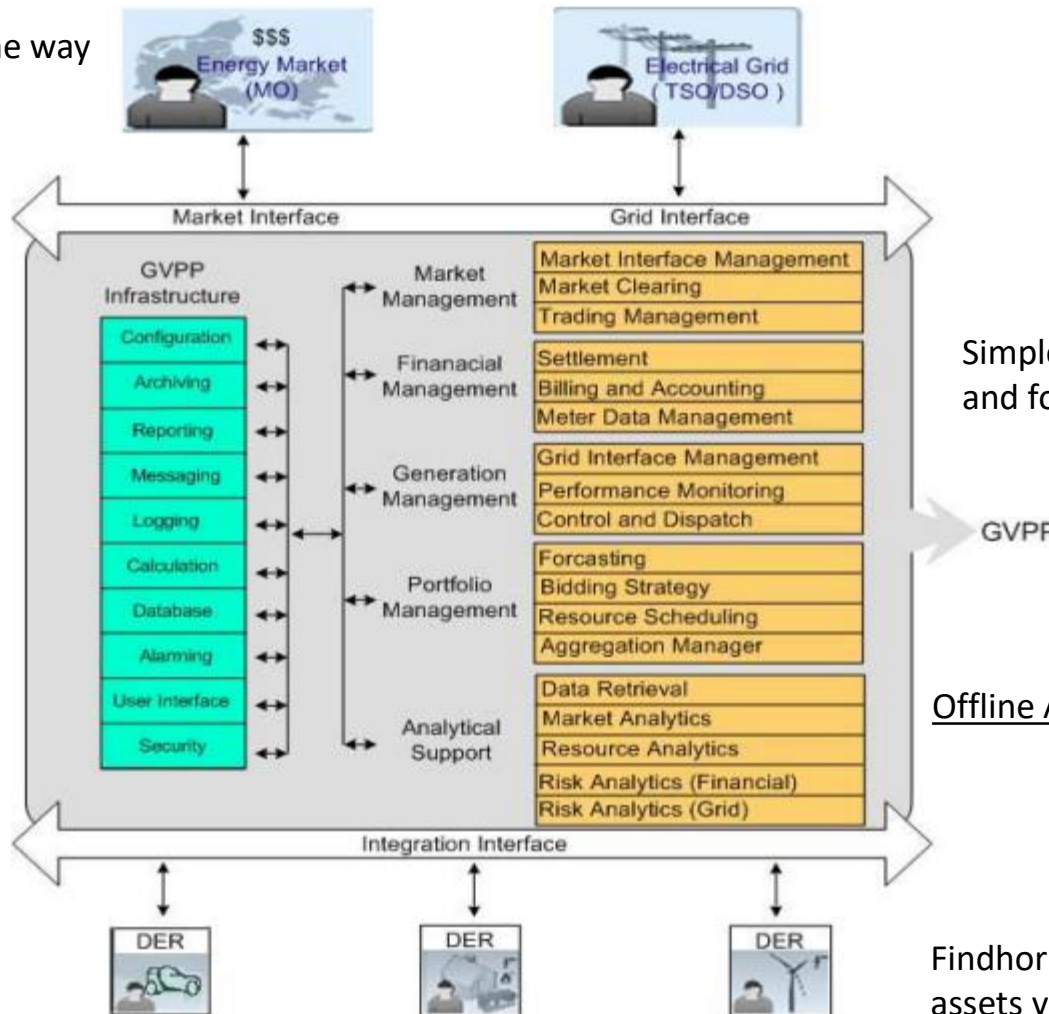 ne way
$$$
Energy Market
(MO)
Electrical Grid
( TSO/DSO )
Market Interface
Grid Interface
GVPP
Infrastructure
Configuration
Archiving
Reporting
Messaging
Logging
Calculation
Database
Alarming
User Interface
Security
Market
Management
Market Interface Management
Market Clearing
Trading Management
Finanacial
Management
Settlement
Billing and Accounting
Meter Data Management
Generation
Management
Grid Interface Management
Performance Monitoring
Control and Dispatch
Portfolio
Management
Forcasting
Bidding Strategy
Resource Scheduling
Aggregation Manager
Analytical
Support
Data Retrieval
Market Analytics
Resource Analytics
Risk Analytics (Financial)
Risk Analytics (Grid)
Simple
and fo
GVPP
Offline A
Integration Interface
DER
DER
DER
Findhor
assets v